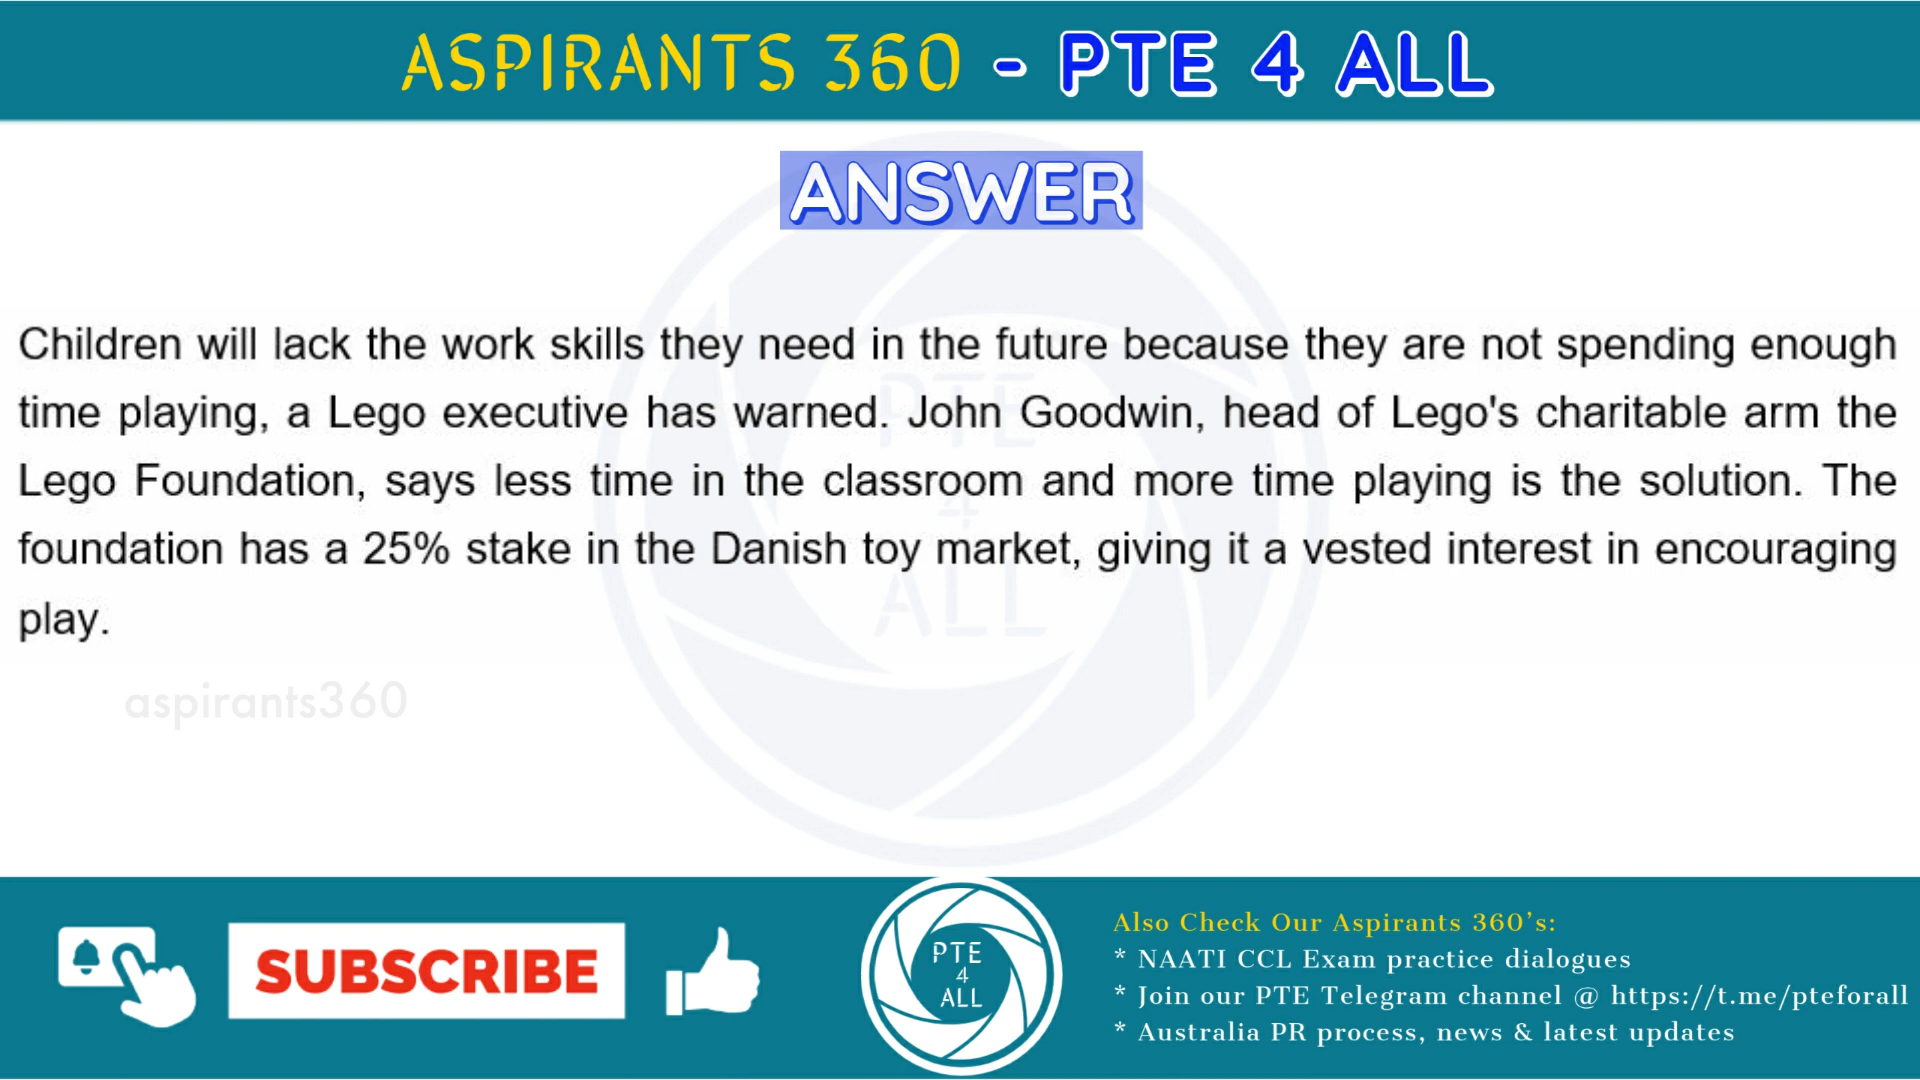 ASPIRANTS 360 - PTE 4 ALL
ANSWER
Children will lack the work skills they need in the future because they are not spending enough
time playing, a Lego executive has warned. John Goodwin, head of Lego's charitable arm the
Lego Foundation, says less time in the classroom and more time playing is the solution. The
foundation has a 25% stake in the Danish toy market, giving it a vested interest in encouraging
play.
PTE
4
ALL
aspirants360
SUBSCRIBE
PTE
4
ALL
Also Check Our Aspirants 360's:
* NAATI CCL Exam practice dialogues
* Join our PTE Telegram channel @ https://t.me/pteforall
* Australia PR process, news & latest updates